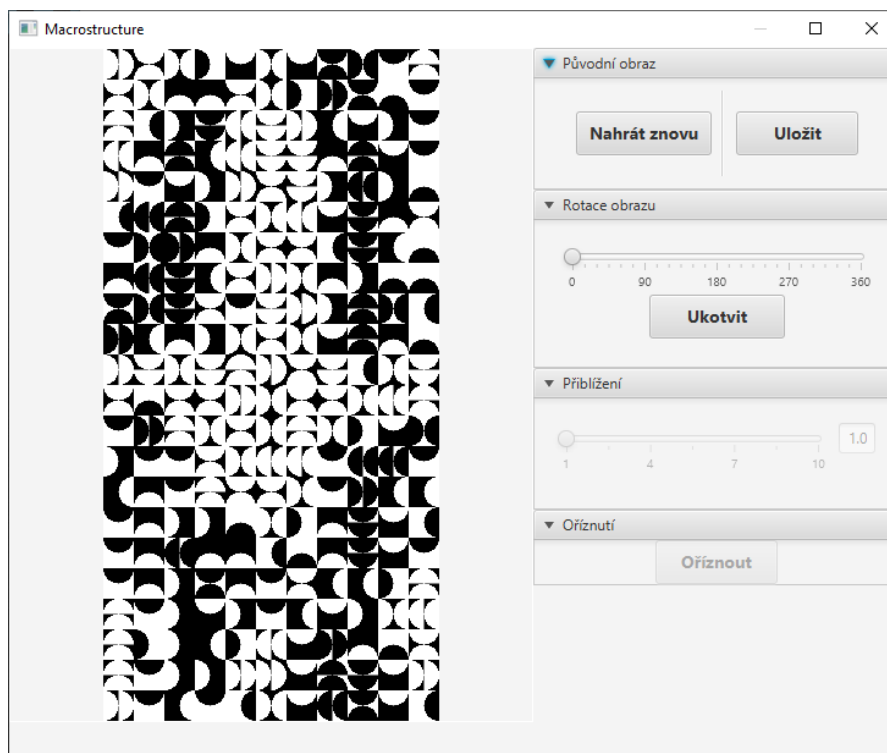 Macrostructure
Původní obraz
Nahrát znovu
Uložit
Rotace obrazu
0 90 180 270 360
Ukotvit
Přiblížení
1.0
1 4 7 10
Oříznutí
Oříznout